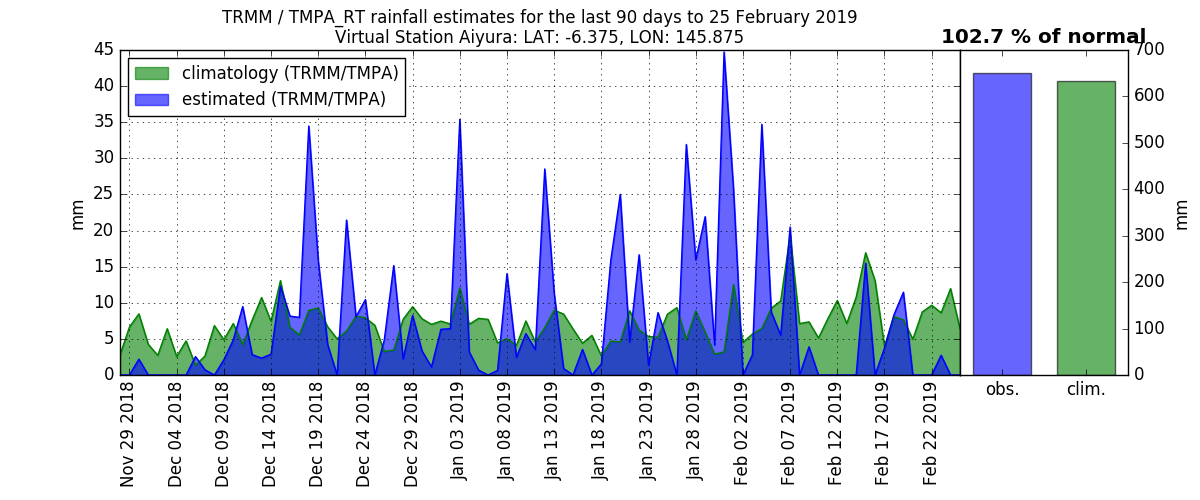 TRMM / TMPA_RT rainfall estimates for the last 90 days to 25 February 2019
Virtual Station Aiyura: LAT: -6.375, LON: 145.875
102.7 % of normal
climatology (TRMM/TMPA)
estimated (TRMM/TMPA)
45
40
35
30
25
20
15
10
5
0
mm
Nov 29 2018
Dec 04 2018
Dec 09 2018
Dec 14 2018
Dec 19 2018
Dec 24 2018
Dec 29 2018
Jan 03 2019
Jan 08 2019
Jan 13 2019
Jan 18 2019
Jan 23 2019
Jan 28 2019
Feb 02 2019
Feb 07 2019
Feb 12 2019
Feb 17 2019
Feb 22 2019
700
600
500
400
300
200
100
0
mm
obs.
clim.